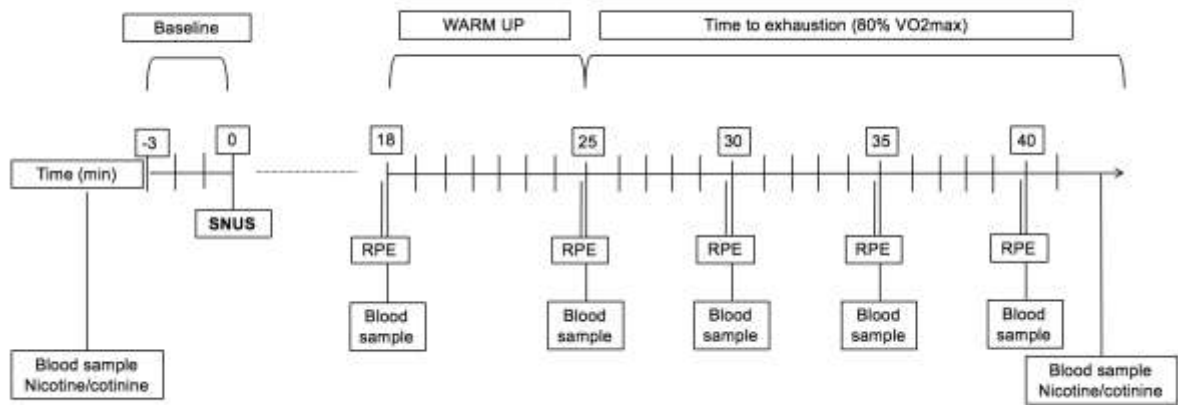 Baseline
WARM UP
Time to exhaustion (80% VO2max)
-3
0
18
25
30
35
40
Time (min)
SNUS
RPE
RPE
RPE
RPE
RPE
Blood
sample
Blood
sample
Blood
sample
Blood
sample
Blood
sample
Blood sample
Nicotine/cotinine
Blood sample
Nicotine/cotinine